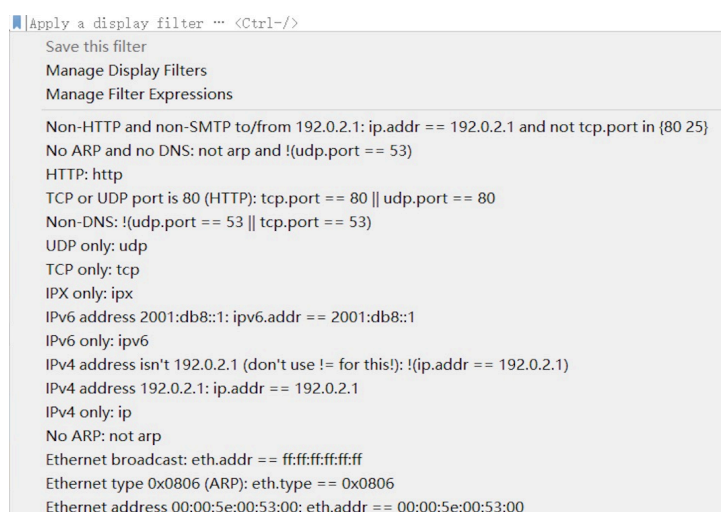 Apply a display filter … <Ctrl-/>
Save this filter
Manage Display Filters
Manage Filter Expressions
Non-HTTP and non-SMTP to/from 192.0.2.1: ip.addr == 192.0.2.1 and not tcp.port in {80 25}
No ARP and no DNS: not arp and !(udp.port == 53)
HTTP: http
TCP or UDP port is 80 (HTTP): tcp.port == 80 || udp.port == 80
Non-DNS: !(udp.port == 53 || tcp.port == 53)
UDP only: udp
TCP only: tcp
IPX only: ipx
IPv6 address 2001:db8::1: ipv6.addr == 2001:db8::1
IPv6 only: ipv6
IPv4 address isn't 192.0.2.1 (don't use != for this!): !(ip.addr == 192.0.2.1)
IPv4 address 192.0.2.1: ip.addr == 192.0.2.1
IPv4 only: ip
No ARP: not arp
Ethernet broadcast: eth.addr == ff:ff:ff:ff:ff:ff
Ethernet type 0x0806 (ARP): eth.type == 0x0806
Ethernet address 00:00:5e:00:53:00: eth.addr == 00:00:5e:00:53:00